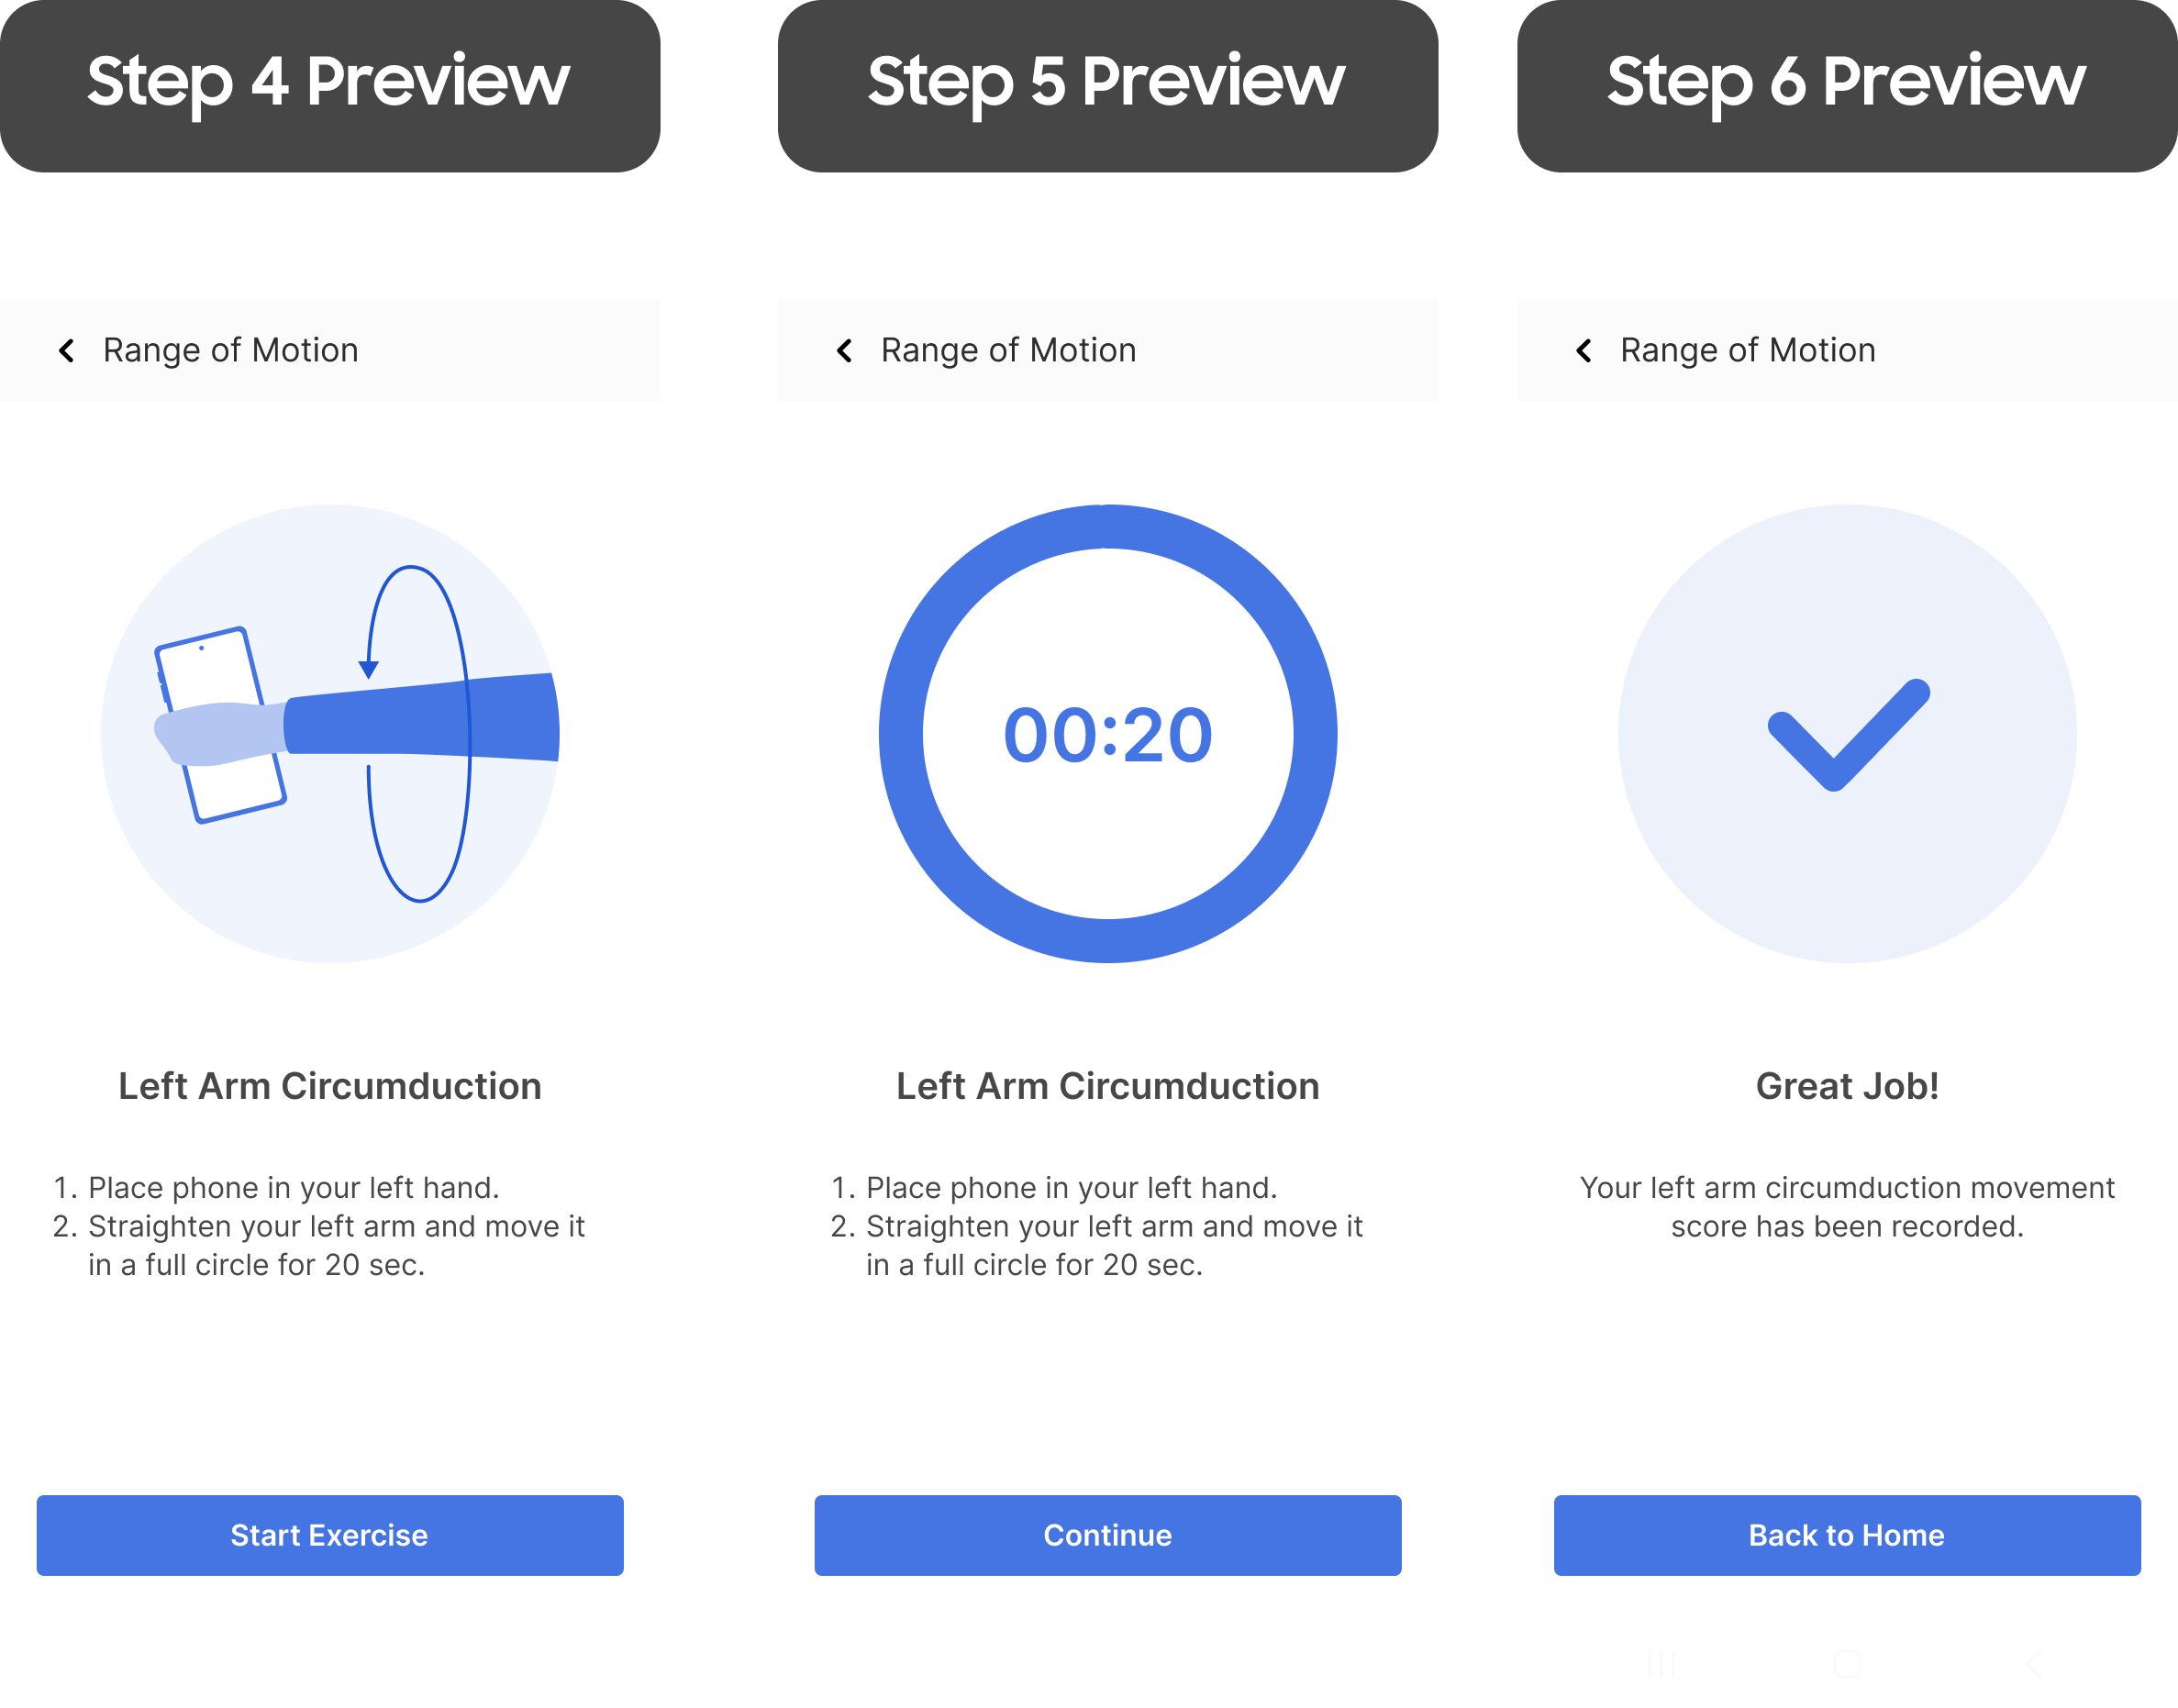 Step 4 Preview
Range of Motion
Left Arm Circumduction
1. Place phone in your left hand.
2. Straighten your left arm and move it
in a full circle for 20 sec.
Start Exercise
Step 5 Preview
Range of Motion
00:20
Left Arm Circumduction
1. Place phone in your left hand.
2. Straighten your left arm and move it
in a full circle for 20 sec.
Continue
Step 6 Preview
Range of Motion
Great Job!
Your left arm circumduction movement
score has been recorded.
Back to Home